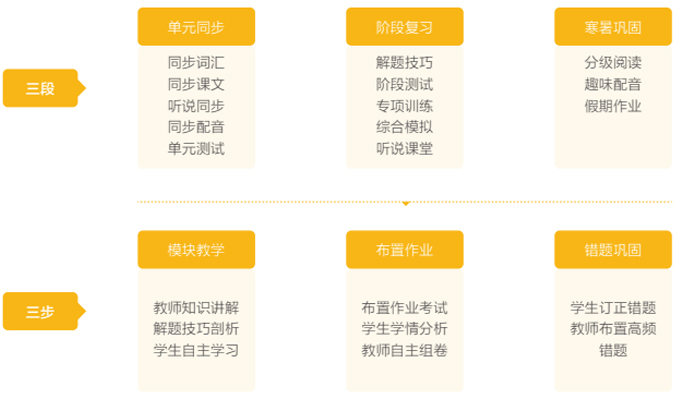 三段
单元同步
同步词汇
同步课文
听说同步
同步配音
单元测试
阶段复习
解题技巧
阶段测试
专项训练
综合模拟
听说课堂
寒暑巩固
分级阅读
趣味配音
假期作业
三步
模块教学
教师知识讲解
解题技巧剖析
学生自主学习
布置作业
布置作业考试
学生学情分析
教师自主组卷
错题巩固
学生订正错题
教师布置高频
错题